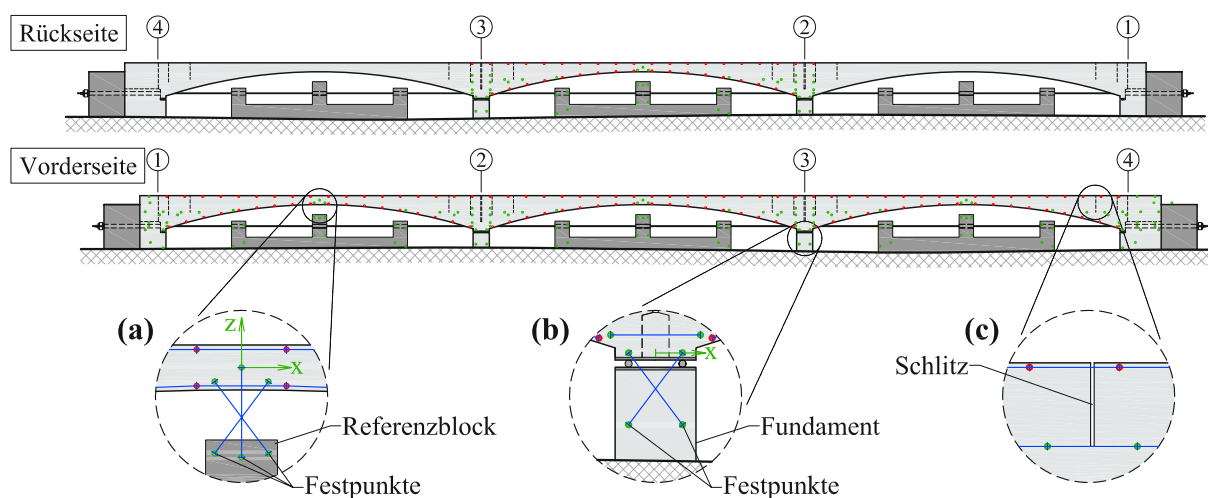 Rückseite
4 3 2 1
Vorderseite
1 2 3 4
(a)
z
x
Referenzblock
Festpunkte
(b)
x
Fundament
Festpunkte
(c)
Schlitz